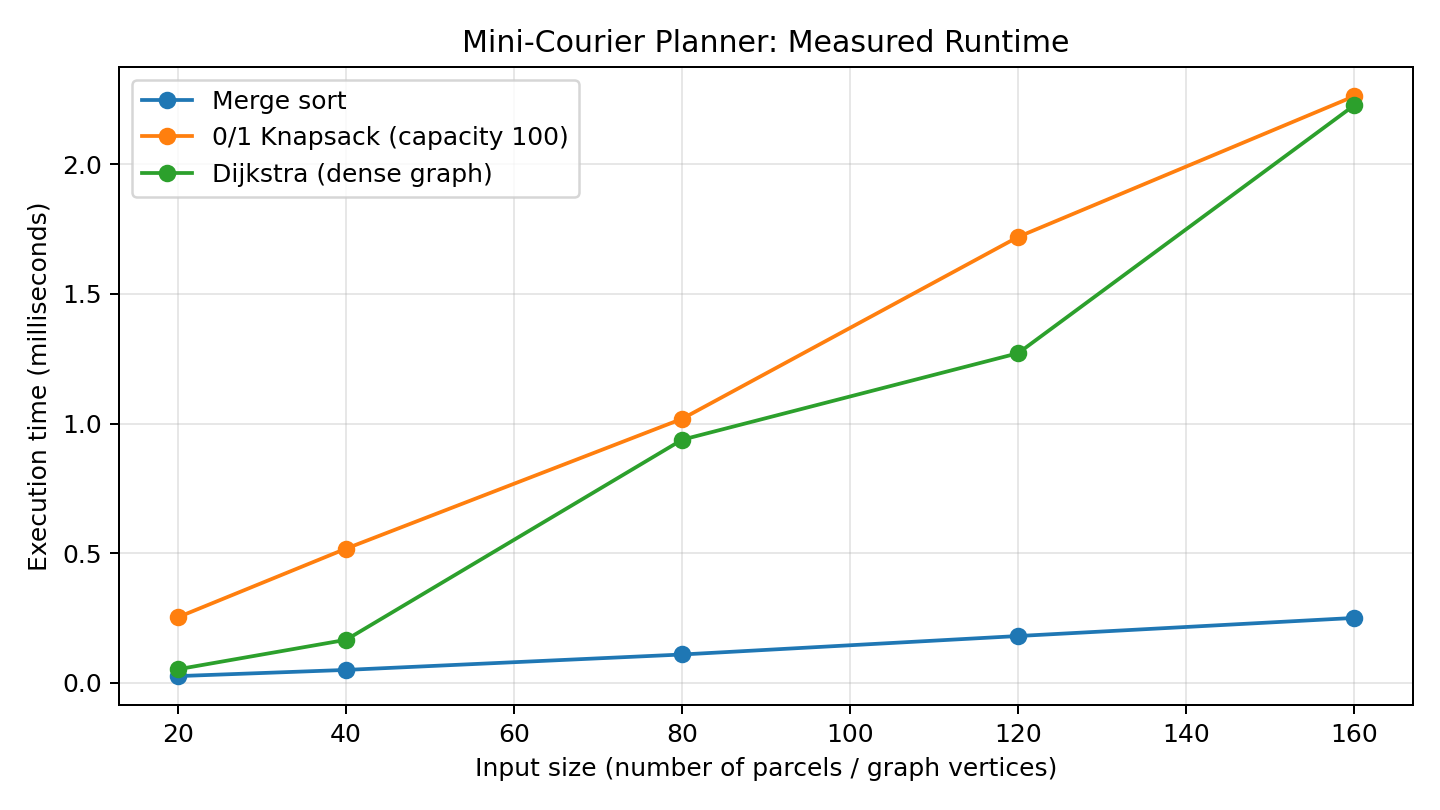 Mini-Courier Planner: Measured Runtime
Merge sort
0/1 Knapsack (capacity 100)
Dijkstra (dense graph)
Execution time (milliseconds)
2.0
1.5
1.0
0.5
0.0
20 40 60 80 100 120 140 160
Input size (number of parcels / graph vertices)